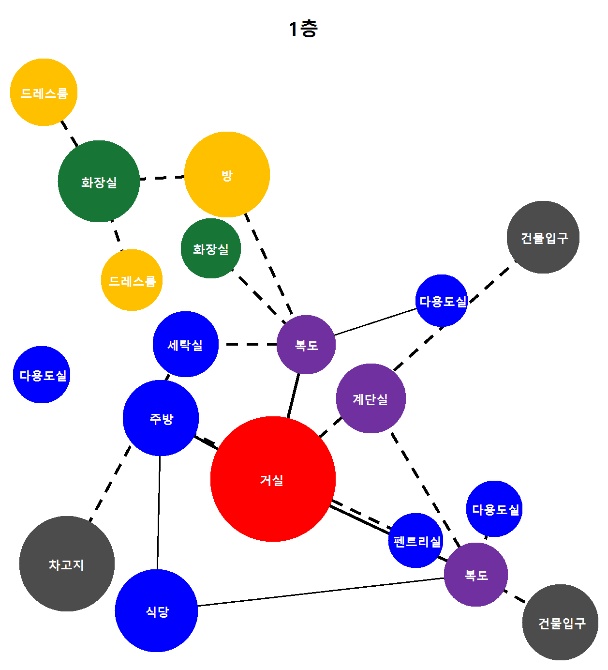 1층
드레스룸
화장실
방
건물입구
화장실
드레스룸
다용도실
세탁실
복도
다용도실
계단실
주방
거실
다용도실
펜트리실
차고지
복도
식당
건물입구